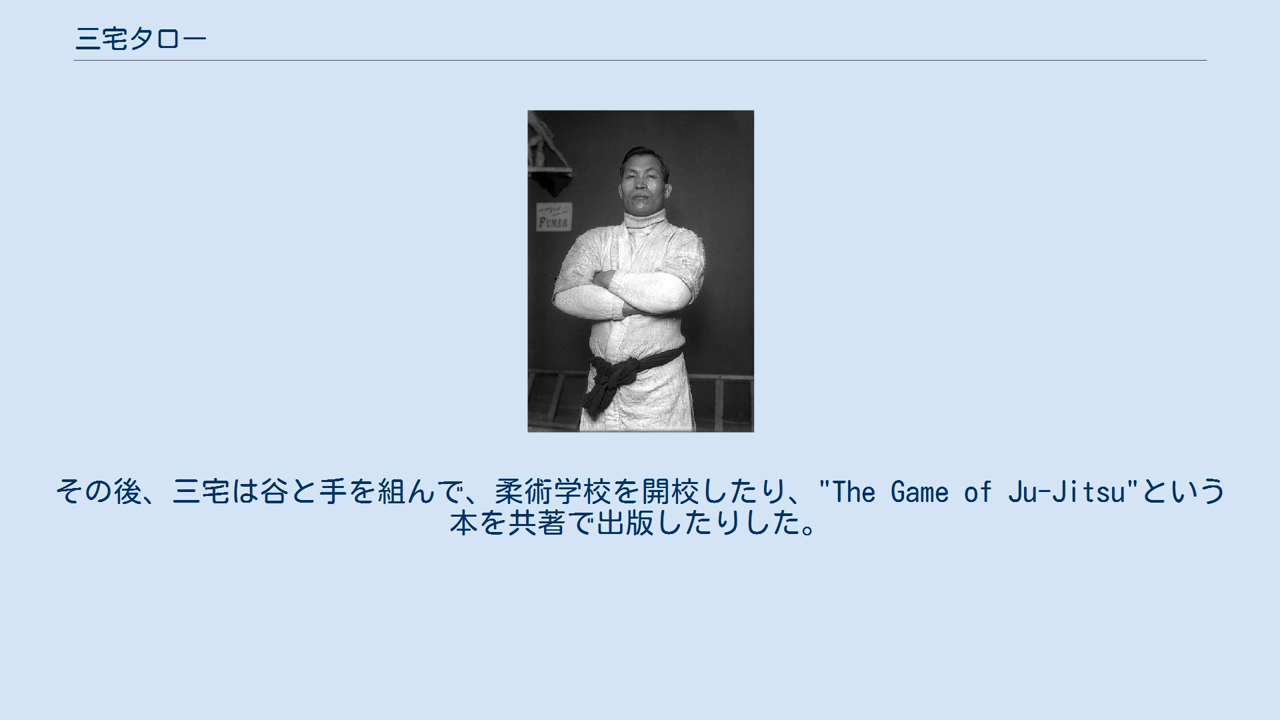 三宅タロー
FUMER
その後、三宅は谷と手を組んで、柔術学校を開校したり、"The Game of Ju-Jitsu"という
本を共著で出版したりした。